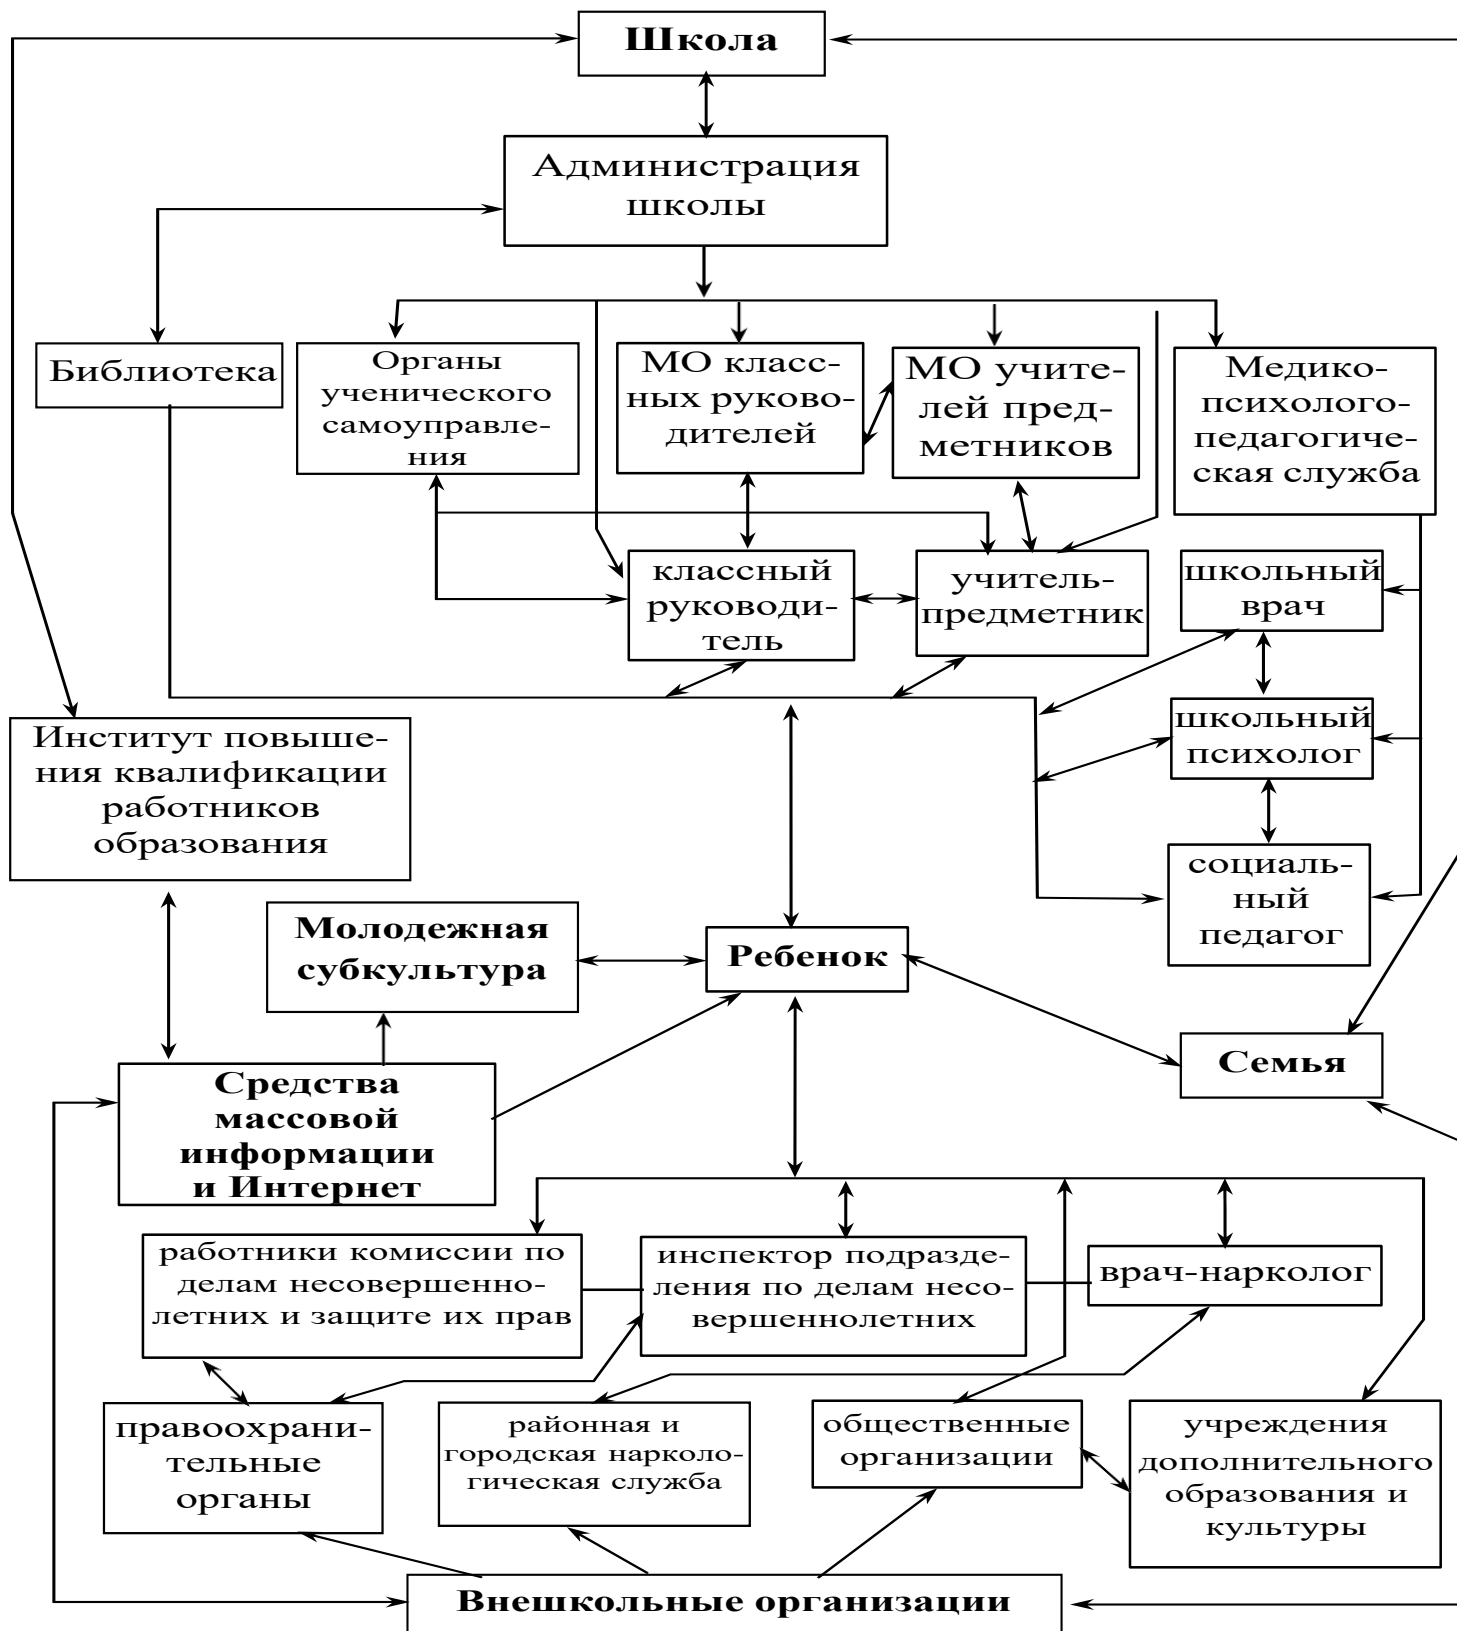 Школа
Администрация
школы
Библиотека
Органы
ученического
самоуправле-
ния
МО класс-
ных руково-
дителей
МО учите-
лей пред-
метников
Медико-
психолого-
педагогиче-
ская служба
классный
руководи-
тель
учитель-
предметник
школьный
врач
школьный
психолог
социаль-
ный
педагог
Институт повыше-
ния квалификации
работников
образования
Молодежная
субкультура
Ребенок
Семья
Средства
массовой
информации
и Интернет
работники комиссии по
делам несовершенно-
летних и защите их прав
инспектор подразде-
ления по делам несо-
вершеннолетних
врач-нарколог
правоохрани-
тельные
органы
районная и
городская нарколо-
гическая служба
общественные
организации
учреждения
дополнительного
образования и
культуры
Внешкольные организации